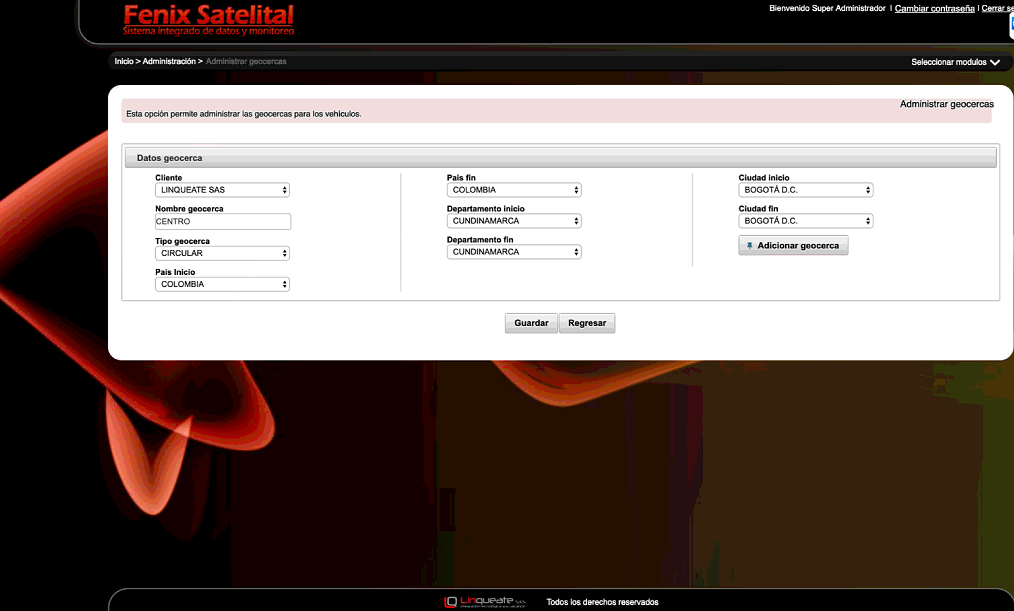 Fenix Satelital
Sistema integrado de datos y monitoreo
Bienvenido Super Administrador | Cambiar contraseña | Cerrar se
Inicio > Administración > Administrar geocercas
Seleccionar modulos
Administrar geocercas
Esta opción permite administrar las geocercas para los vehículos.
Datos geocerca
Cliente
LINQUEATE SAS
Nombre geocerca
CENTRO
Tipo geocerca
CIRCULAR
Pais Inicio
COLOMBIA
Pais fin
COLOMBIA
Departamento inicio
CUNDINAMARCA
Departamento fin
CUNDINAMARCA
Ciudad inicio
BOGOTÁ D.C.
Ciudad fin
BOGOTÁ D.C.
Adicionar geocerca
Guardar
Regresar
Linqueate S.A.S.
Todos los derechos reservados